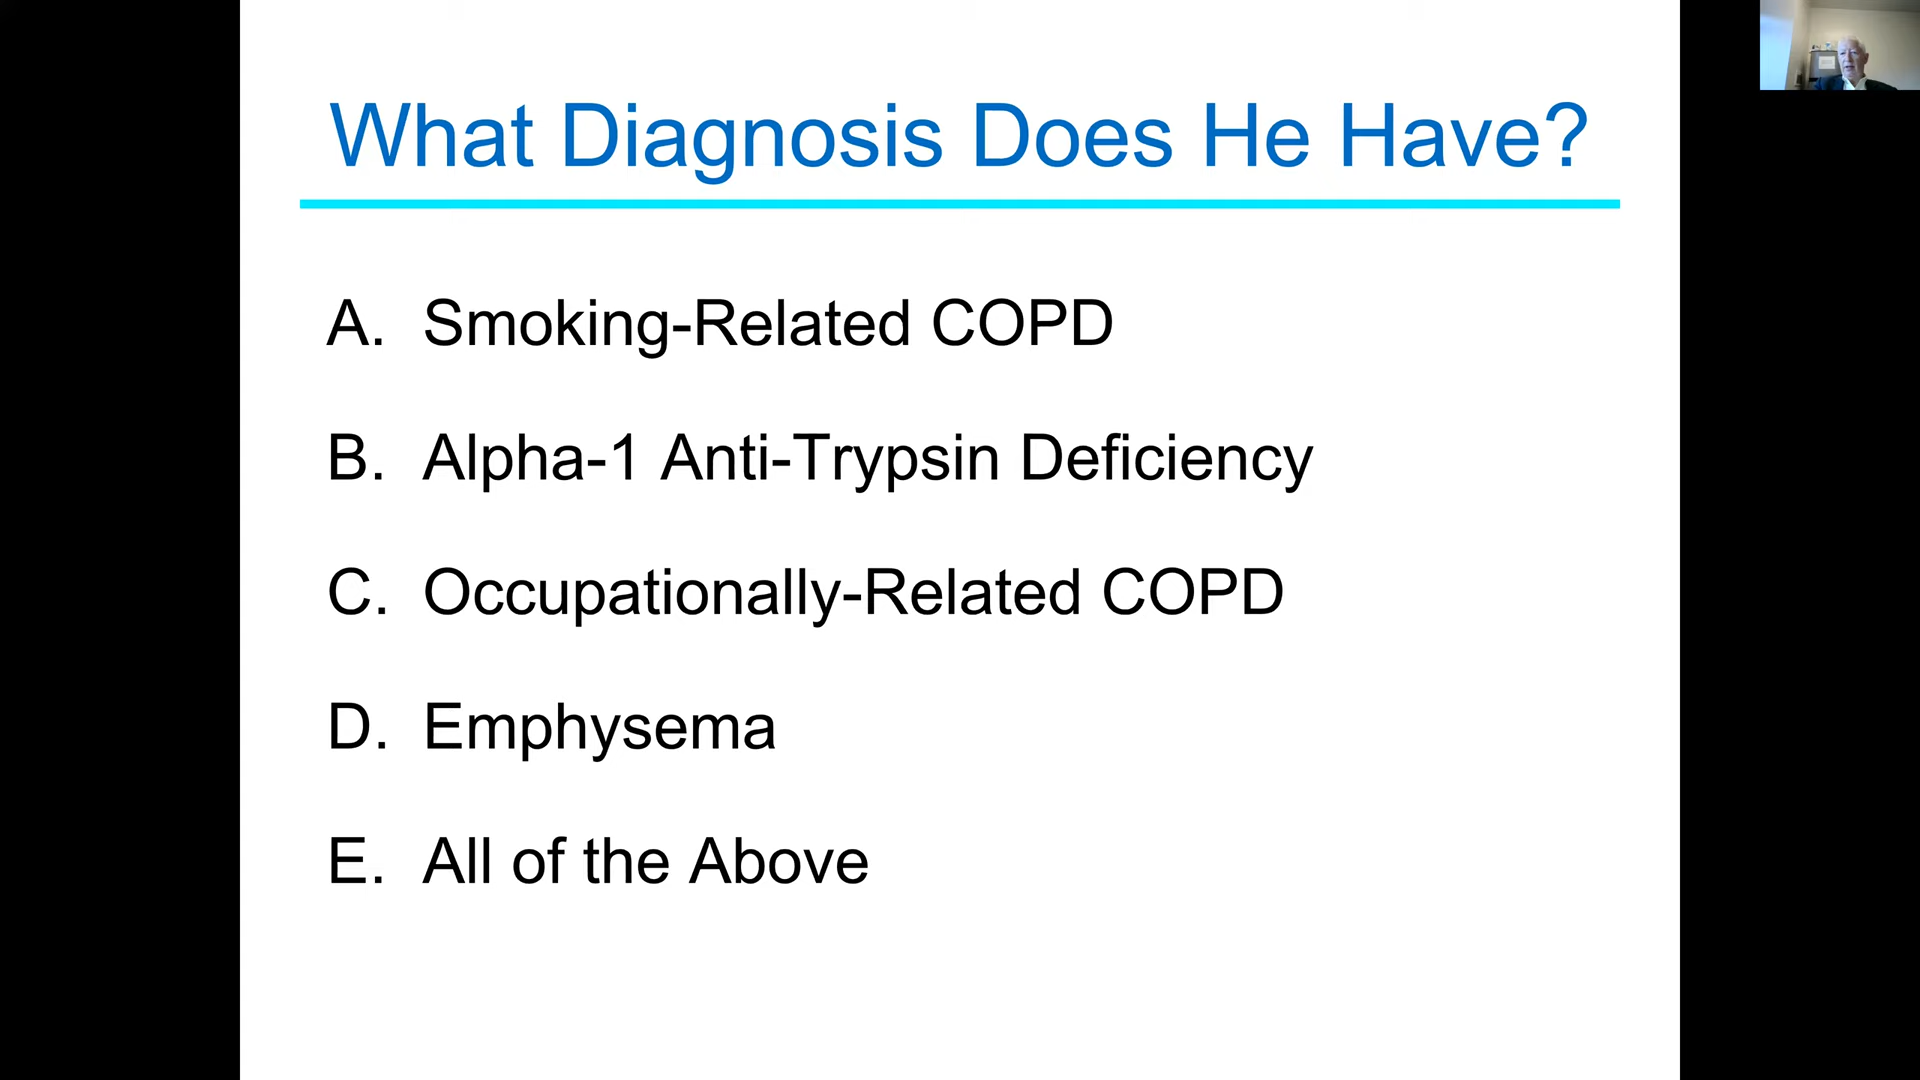 What Diagnosis Does He Have?
A. Smoking-Related COPD
B. Alpha-1 Anti-Trypsin Deficiency
C. Occupationally-Related COPD
D. Emphysema
E. All of the Above